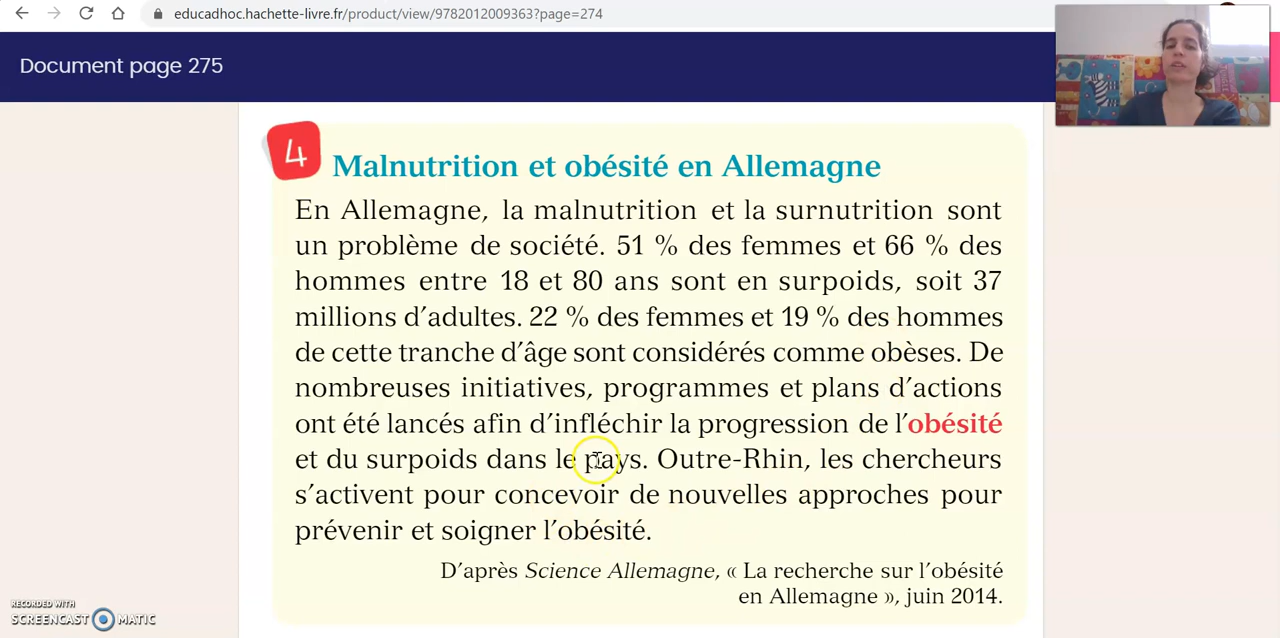 educadhoc.hachette-livre.fr/product/view/9782012009363?page=274
Document page 275
4
Malnutrition et obésité en Allemagne
En Allemagne, la malnutrition et la surnutrition sont
un problème de société. 51 % des femmes et 66 % des
hommes entre 18 et 80 ans sont en surpoids, soit 37
millions d'adultes. 22 % des femmes et 19 % des hommes
de cette tranche d'âge sont considérés comme obèses. De
nombreuses initiatives, programmes et plans d'actions
ont été lancés afin d'infléchir la progression de l'obésité
et du surpoids dans le pays. Outre-Rhin, les chercheurs
s'activent pour concevoir de nouvelles approches pour
prévenir et soigner l'obésité.
D'après Science Allemagne, « La recherche sur l'obésité
en Allemagne », juin 2014.
RECORDED WITH
SCREENCAST MATIC